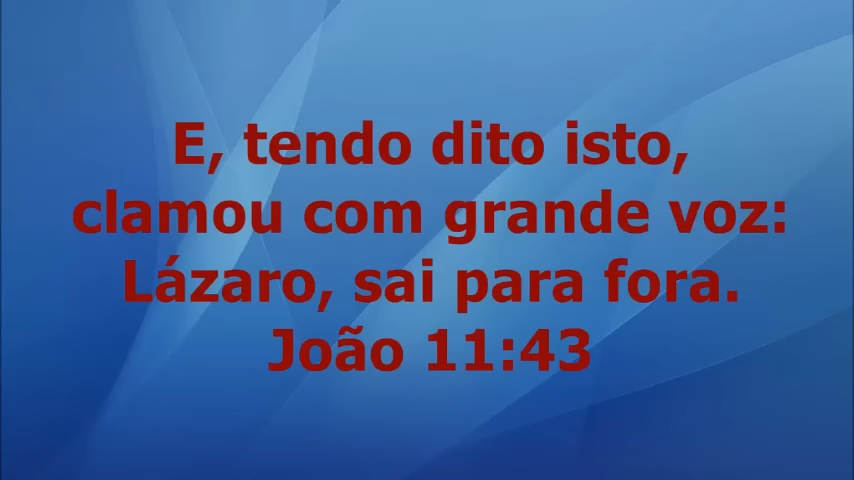 E, tendo dito isto,
clamou com grande voz:
Lázaro, sai para fora.
João 11:43